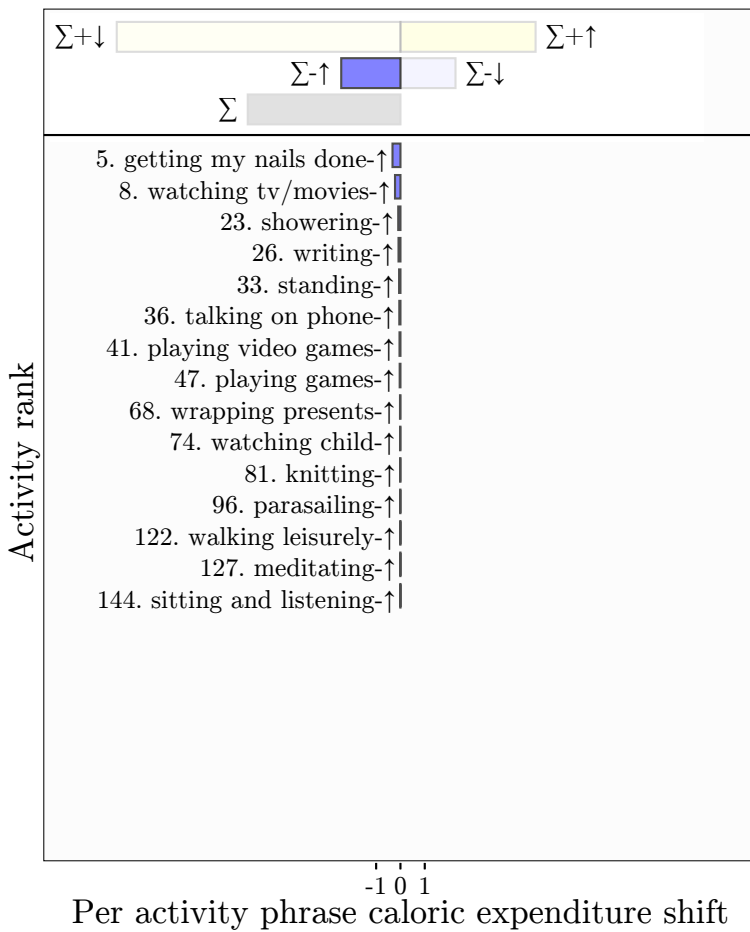 ∑+↓ ∑+↑
∑-↑ ∑-↓
∑
5. getting my nails done-↑
8. watching tv/movies-↑
23. showering-↑
26. writing-↑
33. standing-↑
36. talking on phone-↑
41. playing video games-↑
47. playing games-↑
68. wrapping presents-↑
74. watching child-↑
81. knitting-↑
96. parasailing-↑
122. walking leisurely-↑
127. meditating-↑
144. sitting and listening-↑
Activity rank
-1 0 1
Per activity phrase caloric expenditure shift